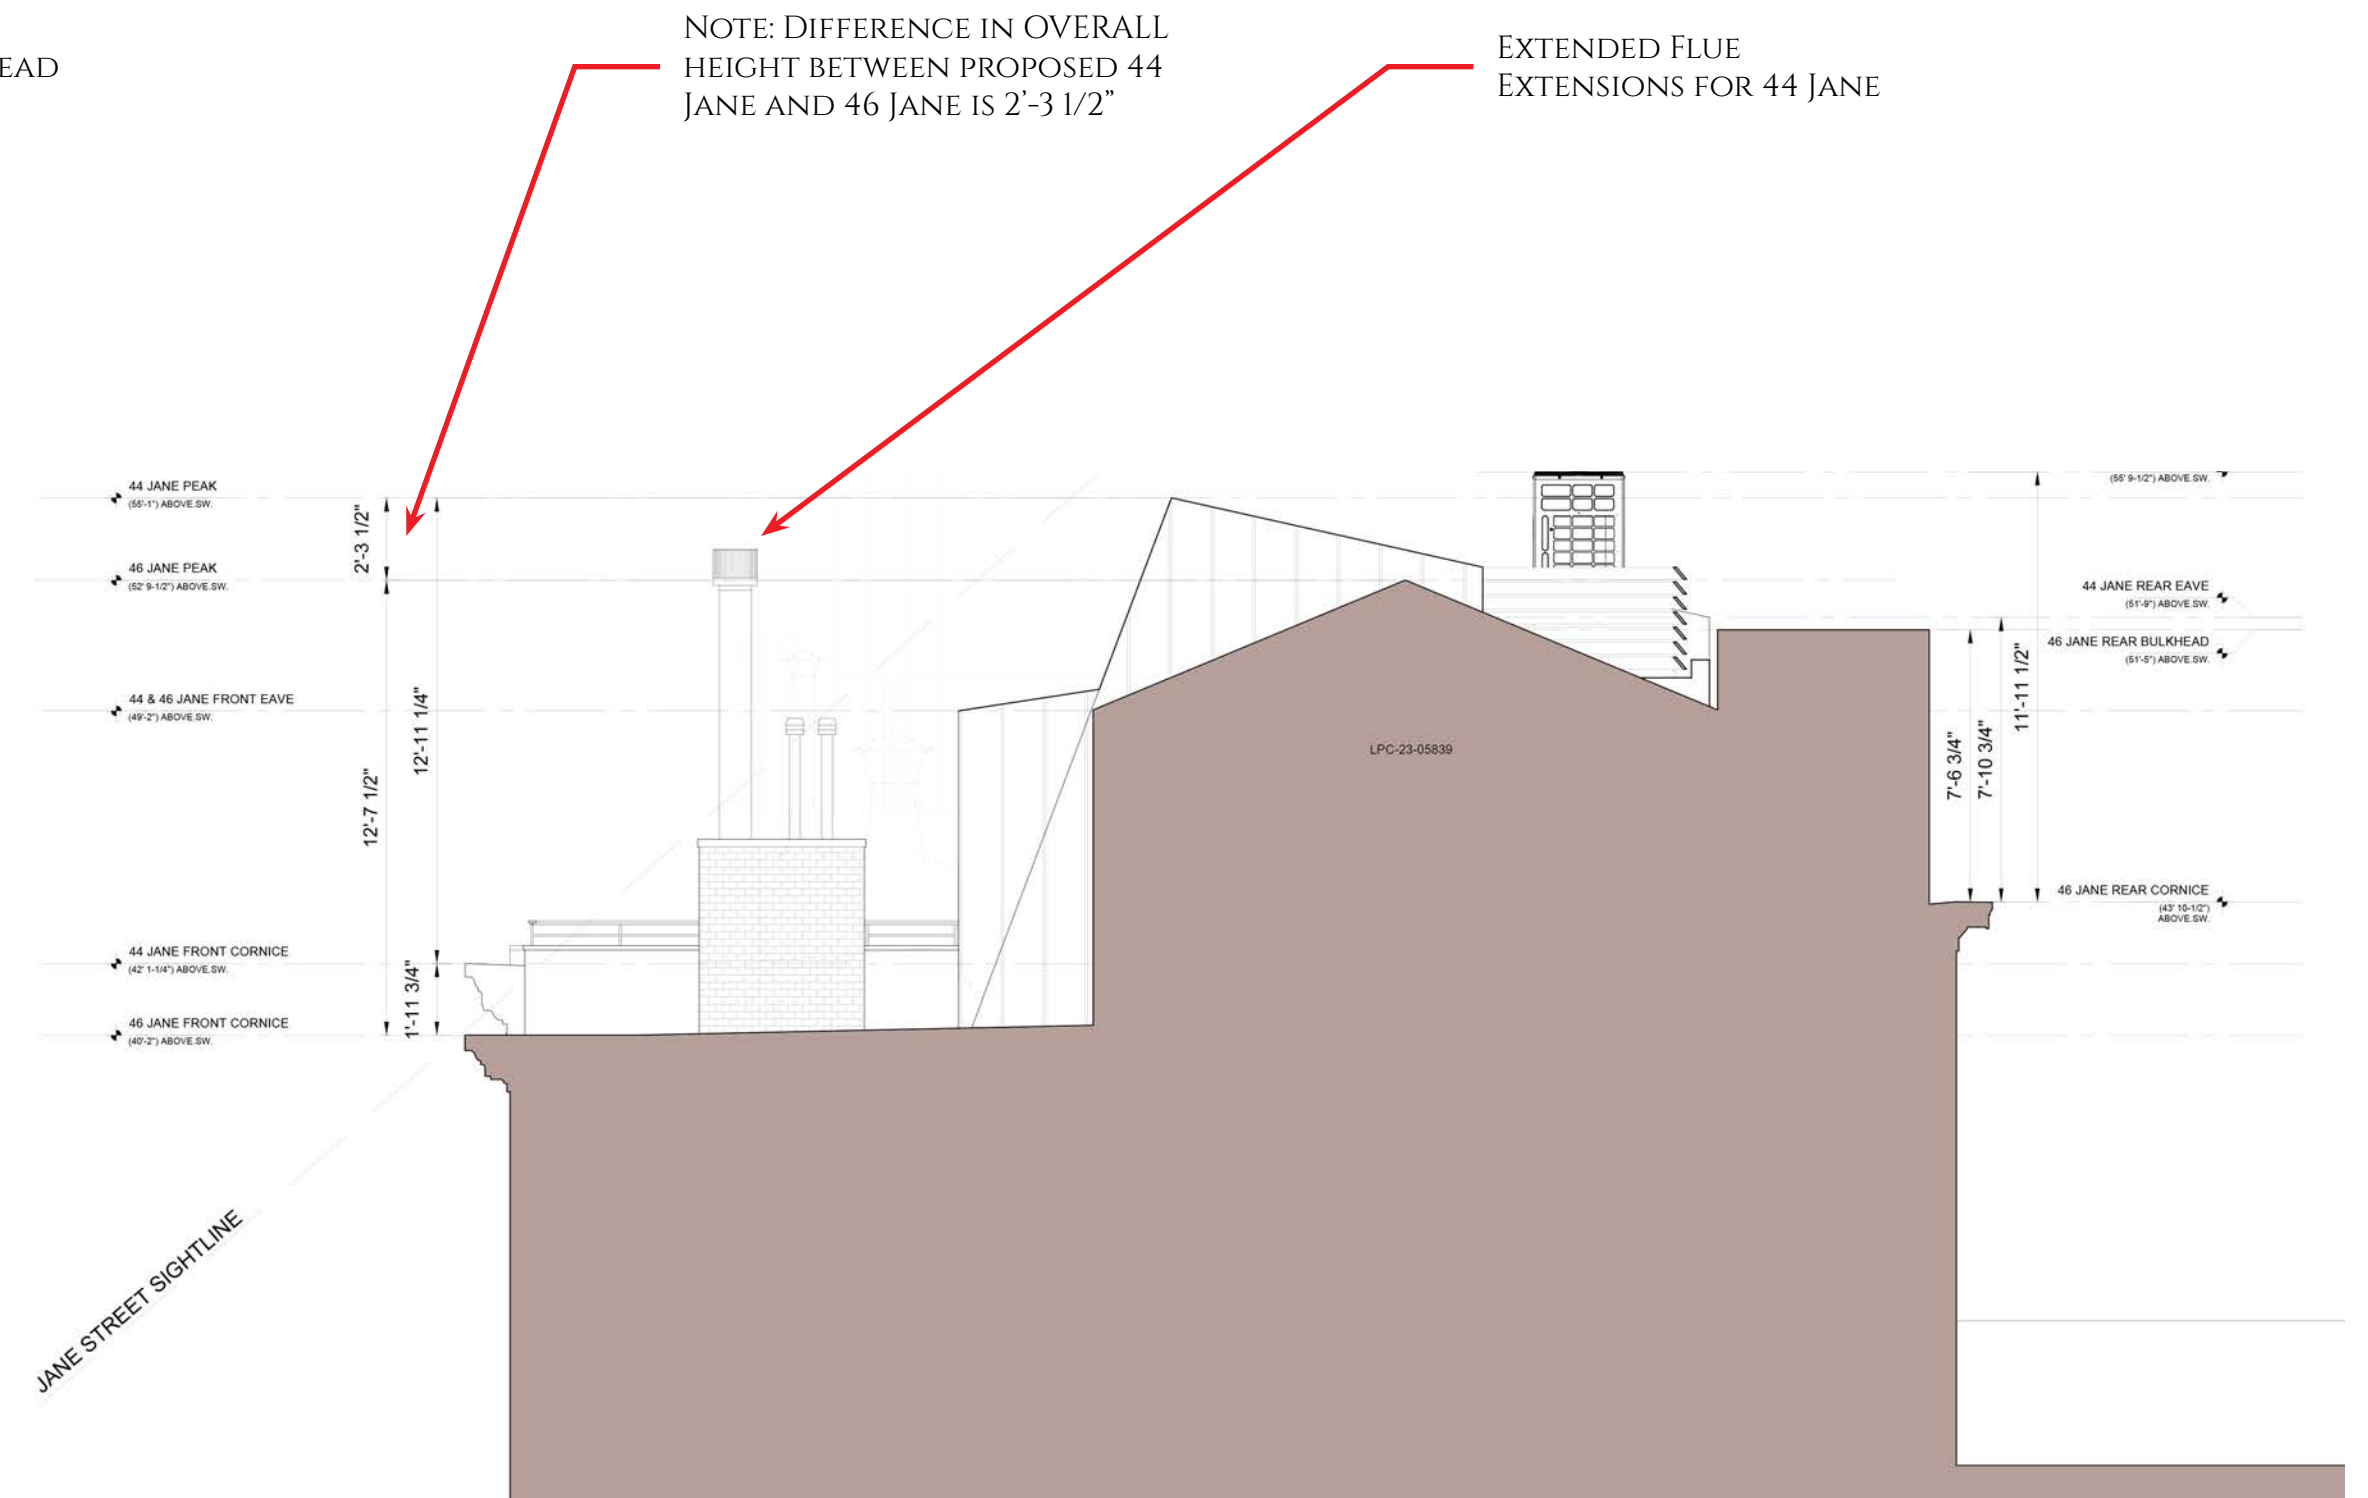 EAD
NOTE: DIFFERENCE IN OVERALL
HEIGHT BETWEEN PROPOSED 44
JANE AND 46 JANE IS 2'-3 1/2"
EXTENDED FLUE
EXTENSIONS FOR 44 JANE
44 JANE PEAK
(55'-1") ABOVE.SW.
46 JANE PEAK
(52' 9-1/2") ABOVE.SW.
44 & 46 JANE FRONT EAVE
(49'-2") ABOVE.SW.
44 JANE FRONT CORNICE
(42' 1-1/4") ABOVE.SW.
46 JANE FRONT CORNICE
(40'-2") ABOVE.SW.
2'-3 1/2"
12'-7 1/2"
12'-11 1/4"
1'-11 3/4"
JANE STREET SIGHTLINE
LPC-23-05839
(55' 9-1/2") ABOVE.SW.
44 JANE REAR EAVE
(51'-9") ABOVE.SW.
46 JANE REAR BULKHEAD
(51'-5") ABOVE.SW.
7'-6 3/4"
7'-10 3/4"
11'-11 1/2"
46 JANE REAR CORNICE
(43' 10-1/2")
ABOVE.SW.